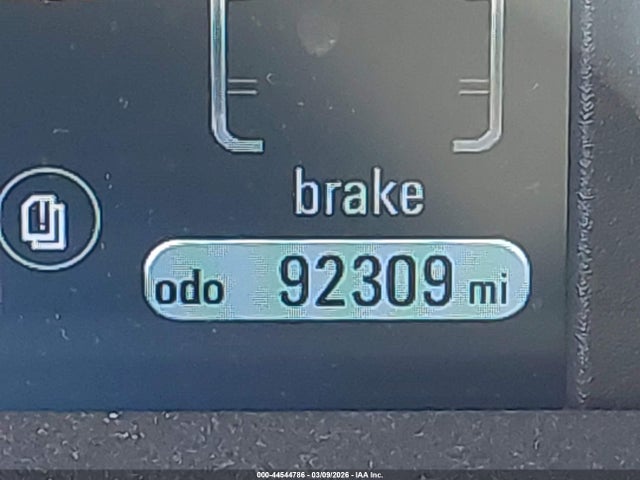 brake
odo 92309 mi
000-44544786 - 03/09/2026 - IAA Inc.